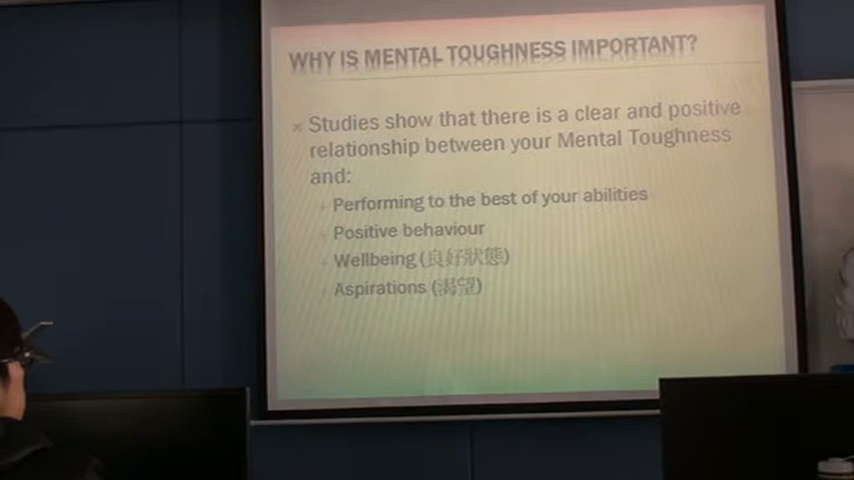 WHY IS MENTAL TOUGHNESS IMPORTANT?
Studies show that there is a clear and positive
relationship between your Mental Toughness
and:
Performing to the best of your abilities
Positive behaviour
Wellbeing (良好狀態)
Aspirations (渴望)